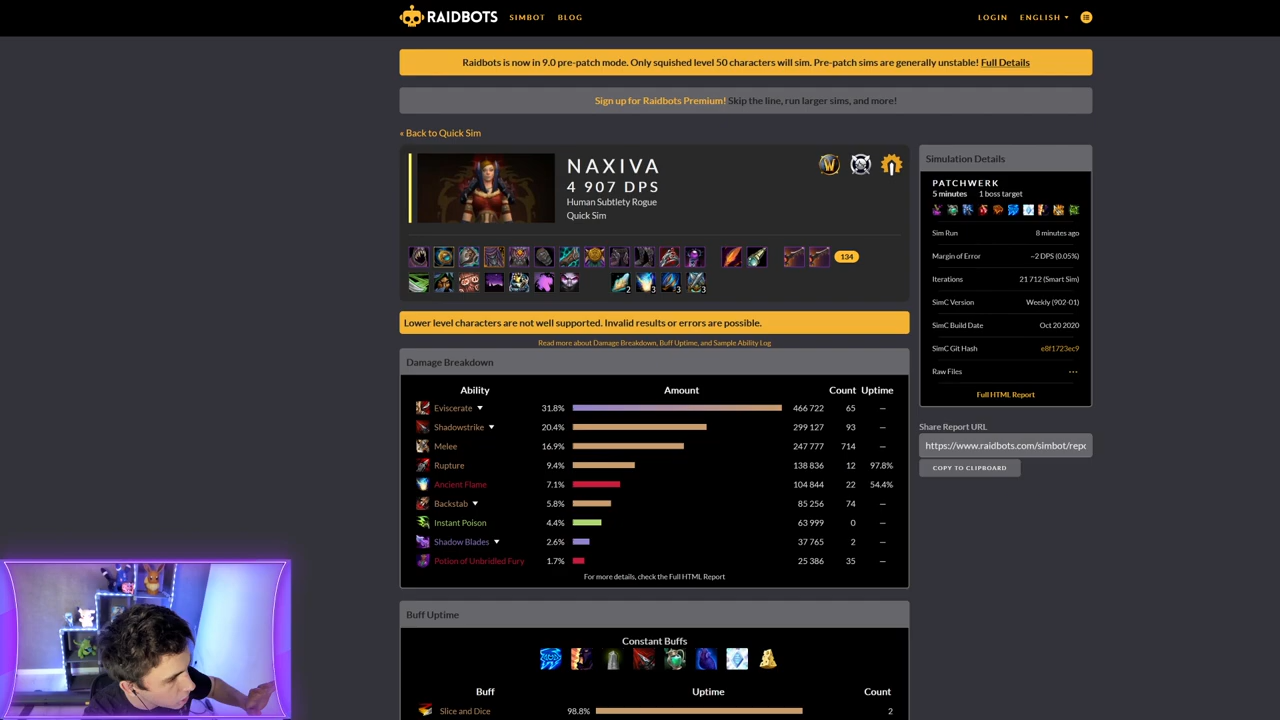 RAIDBOTS SIMBOT BLOG LOGIN ENGLISH
Raidbots is now in 9.0 pre-patch mode. Only squished level 50 characters will sim. Pre-patch sims are generally unstable! Full Details
Sign up for Raidbots Premium! Skip the line, run larger sims, and more!
« Back to Quick Sim
NAXIVA
4 907 DPS
Human Subtlety Rogue
Quick Sim
134
2 3 3 3
Lower level characters are not well supported. Invalid results or errors are possible.
Read more about Damage Breakdown, Buff Uptime, and Sample Ability Log
Damage Breakdown
Ability Amount Count Uptime
Eviscerate 31.8% 466 722 65 —
Shadowstrike 20.4% 299 127 93 —
Melee 16.9% 247 777 714 —
Rupture 9.4% 138 836 12 97.8%
Ancient Flame 7.1% 104 844 22 54.4%
Backstab 5.8% 85 256 74 —
Instant Poison 4.4% 63 999 0 —
Shadow Blades 2.6% 37 765 2 —
Potion of Unbridled Fury 1.7% 25 386 35 —
For more details, check the Full HTML Report
Buff Uptime
Constant Buffs
Buff Uptime Count
Slice and Dice 98.8% 2
Simulation Details
PATCHWERK
5 minutes 1 boss target
Sim Run 8 minutes ago
Margin of Error ~2 DPS (0.05%)
Iterations 21 712 (Smart Sim)
SimC Version Weekly (902-01)
SimC Build Date Oct 20 2020
SimC Git Hash e8f1723ec9
Raw Files
Full HTML Report
Share Report URL
https://www.raidbots.com/simbot/repo
COPY TO CLIPBOARD